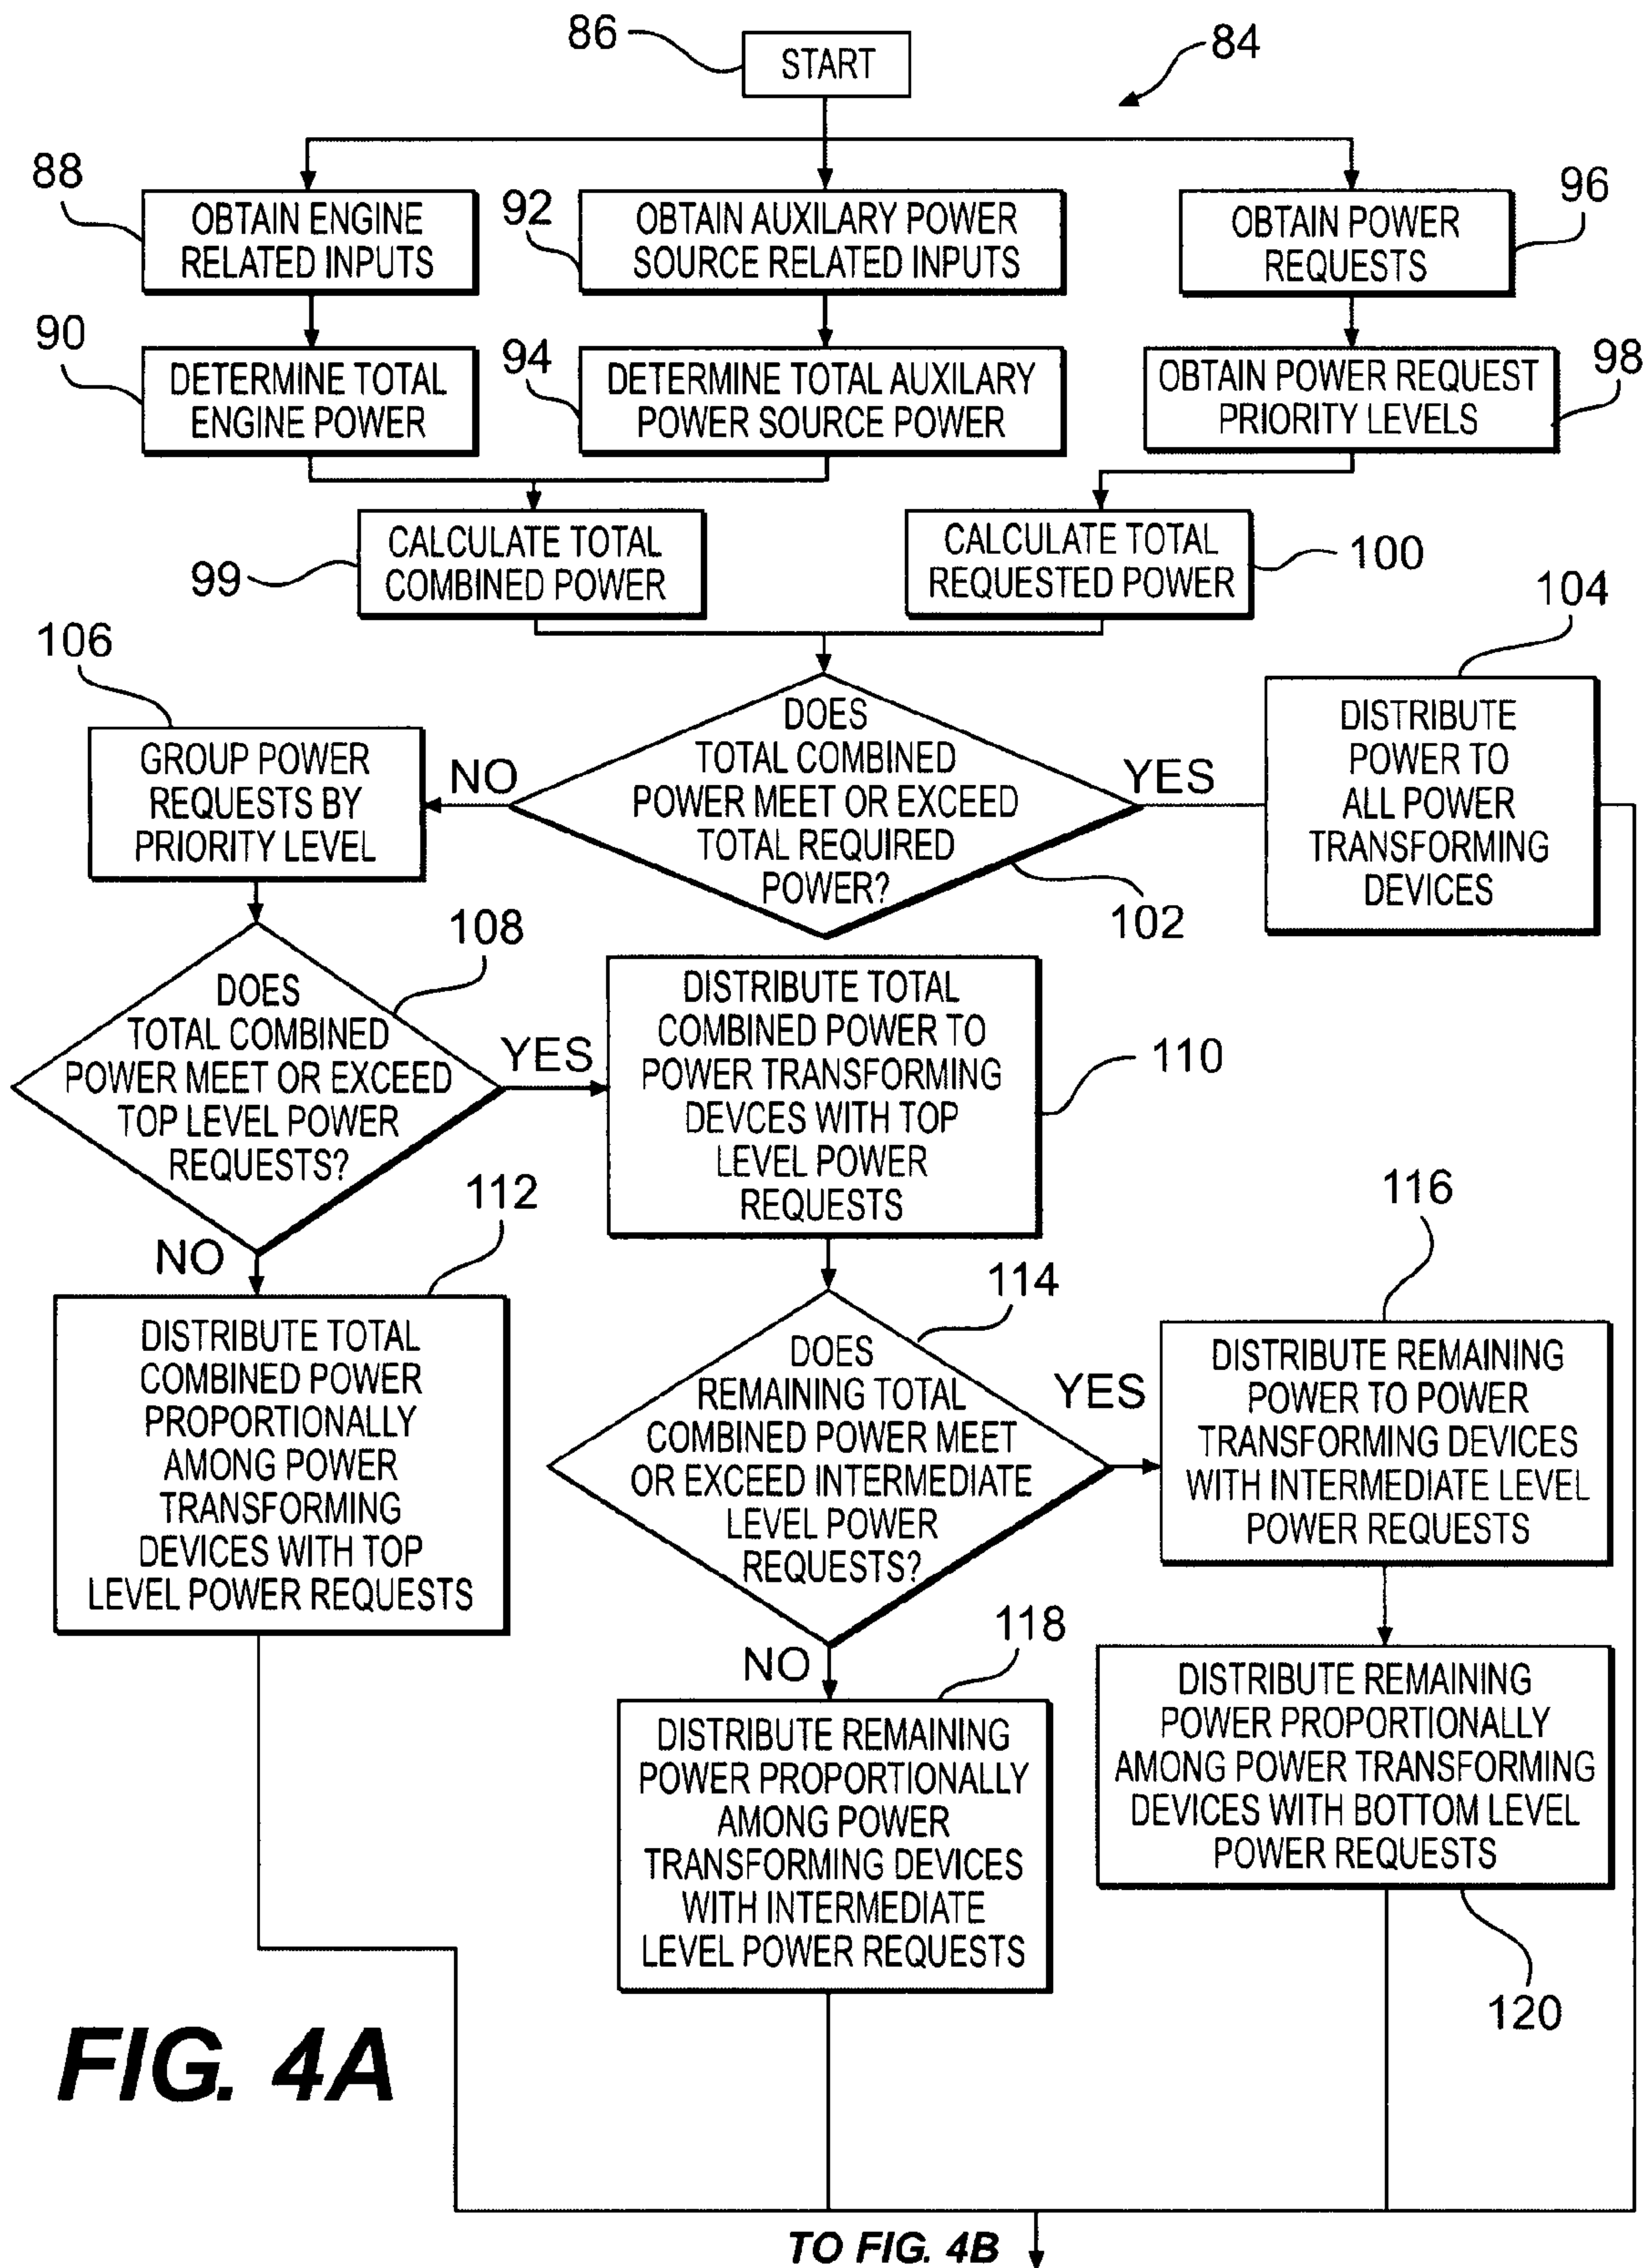 86
START
84
88
OBTAIN ENGINE
RELATED INPUTS
92
OBTAIN AUXILARY POWER
SOURCE RELATED INPUTS
OBTAIN POWER
REQUESTS
96
90
DETERMINE TOTAL
ENGINE POWER
94
DETERMINE TOTAL AUXILARY
POWER SOURCE POWER
OBTAIN POWER REQUEST
PRIORITY LEVELS
98
CALCULATE TOTAL
COMBINED POWER
99
CALCULATE TOTAL
REQUESTED POWER
100
104
106
GROUP POWER
REQUESTS BY
PRIORITY LEVEL
NO
DOES
TOTAL COMBINED
POWER MEET OR EXCEED
TOTAL REQUIRED
POWER?
YES
102
DISTRIBUTE
POWER TO
ALL POWER
TRANSFORMING
DEVICES
108
DOES
TOTAL COMBINED
POWER MEET OR EXCEED
TOP LEVEL POWER
REQUESTS?
YES
NO
DISTRIBUTE TOTAL
COMBINED POWER TO
POWER TRANSFORMING
DEVCES WITH TOP
LEVEL POWER
REQUESTS
110
112
DISTRIBUTE TOTAL
COMBINED POWER
PROPORTIONALLY
AMONG POWER
TRANSFORMING
DEVICES WITH TOP
LEVEL POWER REQUESTS
114
DOES
REMAINING TOTAL
COMBINED POWER MEET
OR EXCEED INTERMEDIATE
LEVEL POWER
REQUESTS?
YES
NO
116
DISTRIBUTE REMAINING
POWER TO POWER
TRANSFORMING DEVICES
WITH INTERMEDIATE LEVEL
POWER REQUESTS
118
DISTRIBUTE REMAINING
POWER PROPORTIONALLY
AMONG POWER
TRANSFORMING DEVICES
WITH INTERMEDIATE
LEVEL POWER REQUESTS
DISTRIBUTE REMAINING
POWER PROPORTIONALLY
AMONG POWER TRANSFORMING
DEVICES WITH BOTTOM LEVEL
POWER REQUESTS
120
FIG. 4A
TO FIG. 4B